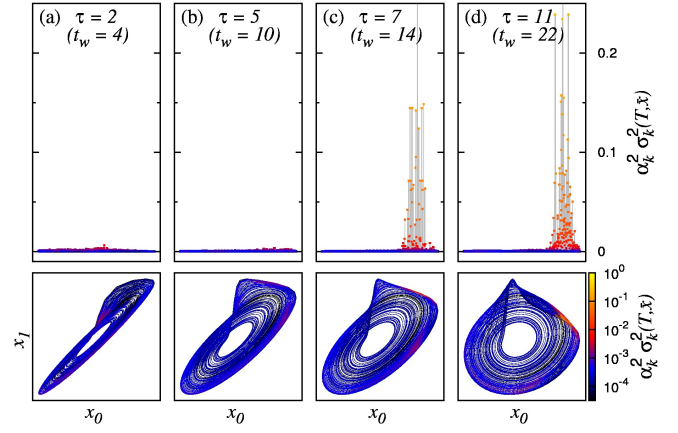 (a) τ = 2
(t_w = 4)
(b) τ = 5
(t_w = 10)
(c) τ = 7
(t_w = 14)
(d) τ = 11
(t_w = 22)
0.2
0.1
0
α_k^2 σ_k^2(T,x̄)
x_1
x_0
x_0
x_0
x_0
10^0
10^-1
10^-2
10^-3
10^-4
α_k^2 σ_k^2(T,x̄)